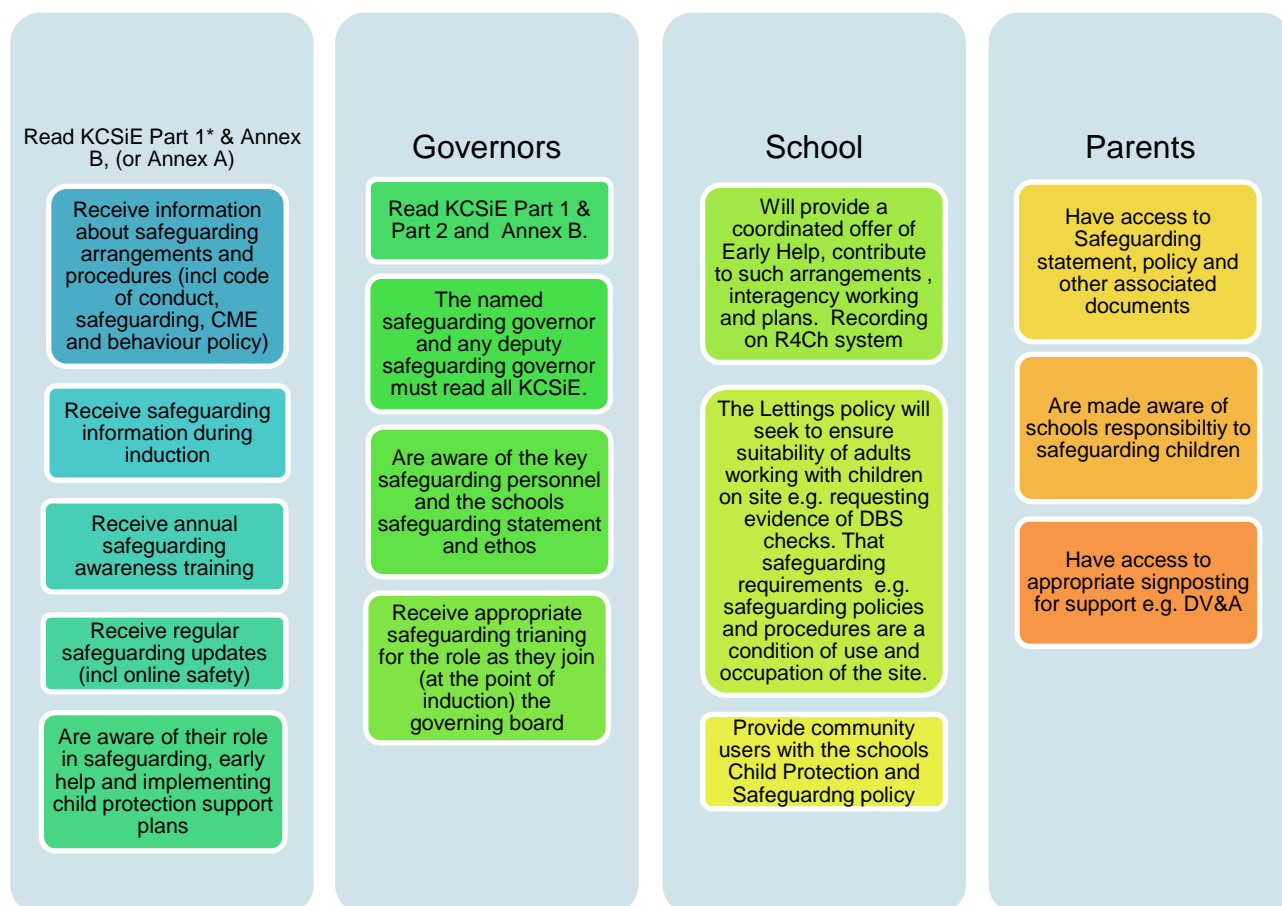 Read KCSiE Part 1* & Annex
B, (or Annex A)
Receive information
about safeguarding
arrangements and
procedures (incl code
of conduct,
safeguarding, CME
and behaviour policy)
Receive safeguarding
information during
induction
Receive annual
safeguarding
awareness training
Receive regular
safeguarding updates
(incl online safety)
Are aware of their role
in safeguarding, early
help and implementing
child protection support
plans
Governors
Read KCSiE Part 1 &
Part 2 and Annex B.
The named
safeguarding governor
and any deputy
safeguarding governor
must read all KCSiE.
Are aware of the key
safeguarding personnel
and the schools
safeguarding statement
and ethos
Receive appropriate
safeguarding trianing
for the role as they join
(at the point of
induction) the
governing board
School
Will provide a
coordinated offer of
Early Help, contribute
to such arrangements ,
interagency working
and plans. Recording
on R4Ch system
The Lettings policy will
seek to ensure
suitability of adults
working with children
on site e.g. requesting
evidence of DBS
checks. That
safeguarding
requirements e.g.
safeguarding policies
and procedures are a
condition of use and
occupation of the site.
Provide community
users with the schools
Child Protection and
Safeguardng policy
Parents
Have access to
Safeguarding
statement, policy and
other associated
documents
Are made aware of
schools responsibiltiy to
safeguarding children
Have access to
appropriate signposting
for support e.g. DV&A